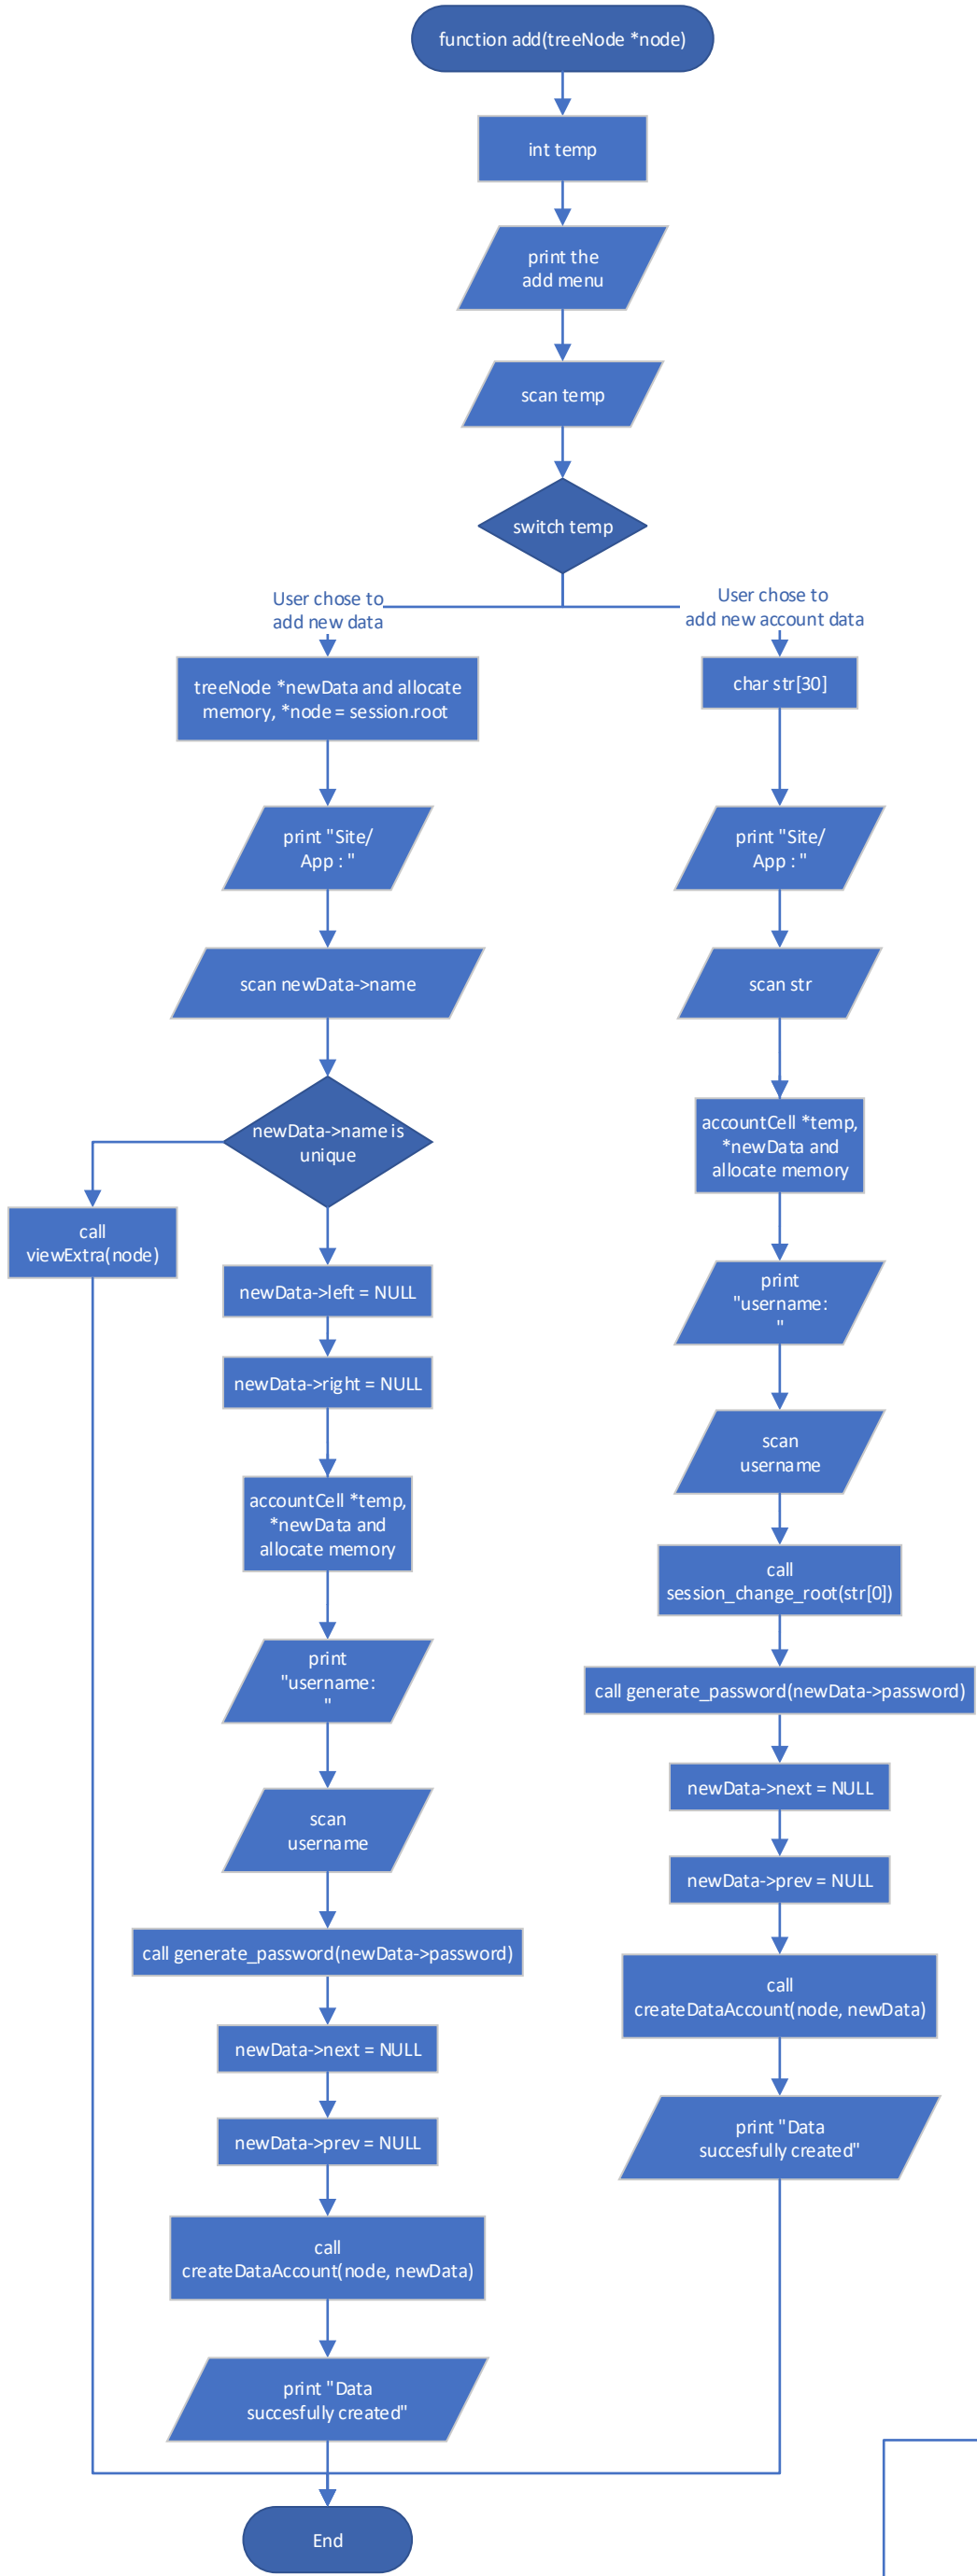 function add(treeNode *node)
int temp
print the
add menu
scan temp
switch temp
User chose to
add new data
treeNode *newData and allocate
memory, *node = session.root
print "Site/
App : "
scan newData->name
newData->name is
unique
call
viewExtra(node)
newData->left = NULL
newData->right = NULL
accountCell *temp,
*newData and
allocate memory
print
"username:
"
scan
username
call generate_password(newData->password)
newData->next = NULL
newData->prev = NULL
call
createDataAccount(node, newData)
print "Data
succesfully created"
User chose to
add new account data
char str[30]
print "Site/
App : "
scan str
accountCell *temp,
*newData and
allocate memory
print
"username:
"
scan
username
call
session_change_root(str[0])
call generate_password(newData->password)
newData->next = NULL
newData->prev = NULL
call
createDataAccount(node, newData)
print "Data
succesfully created"
End